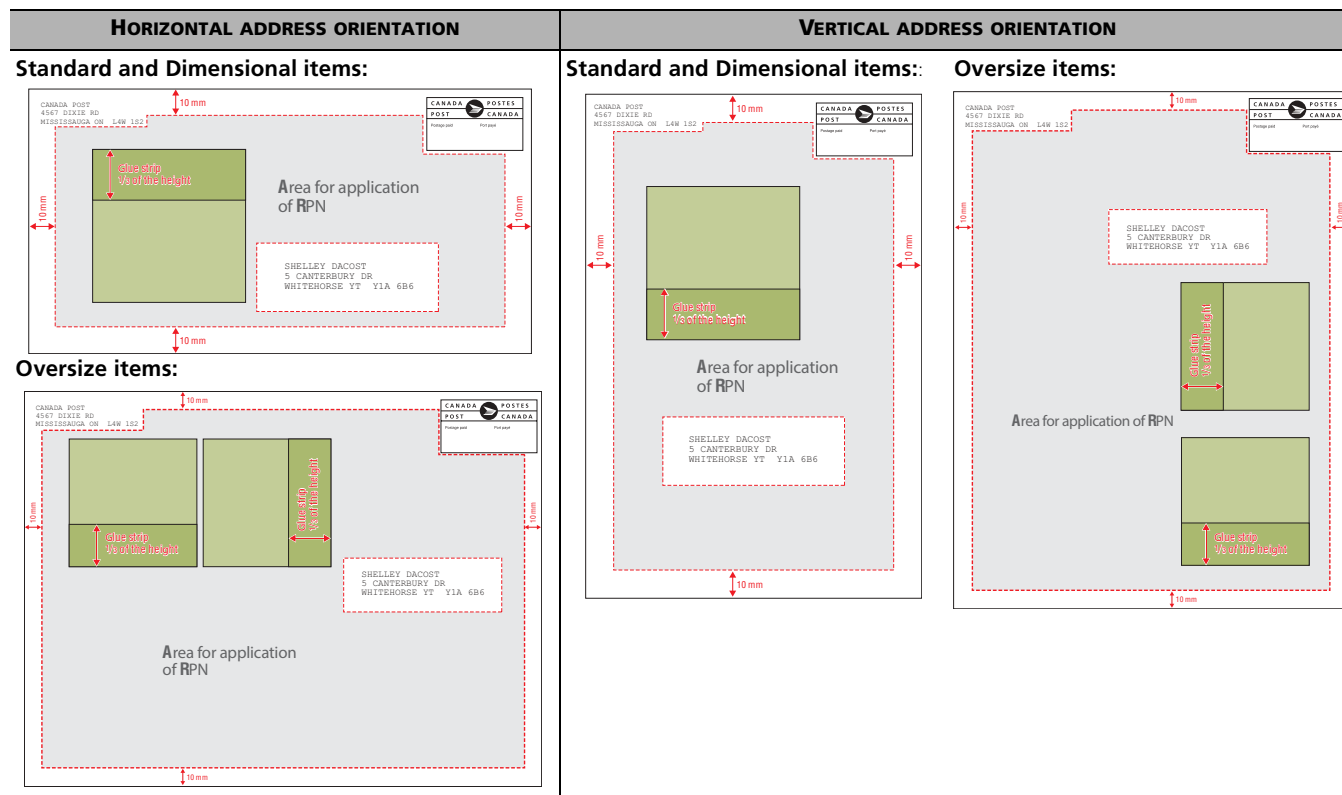 HORIZONTAL ADDRESS ORIENTATION
Standard and Dimensional items:
10 mm
CANADA POST
4567 DIXIE RD
MISSISSAUGA ON L4W 1S2
CANADA POSTES
POST CANADA
Postage paid Port payé
Glue strip
1/3 of the height
Area for application
of RPN
10 mm
10 mm
SHELLEY DACOST
5 CANTERBURY DR
WHITEHORSE YT Y1A 6B6
10 mm
Oversize items:
10 mm
CANADA POST
4567 DIXIE RD
MISSISSAUGA ON L4W 1S2
CANADA POSTES
POST CANADA
Postage paid Port payé
Glue strip
1/3 of the height
Glue strip
1/3 of the height
10 mm
10 mm
SHELLEY DACOST
5 CANTERBURY DR
WHITEHORSE YT Y1A 6B6
Area for application
of RPN
10 mm
VERTICAL ADDRESS ORIENTATION
Standard and Dimensional items::
10 mm
CANADA POST
4567 DIXIE RD
MISSISSAUGA ON L4W 1S2
CANADA POSTES
POST CANADA
Postage paid Port payé
10 mm
10 mm
Glue strip
1/3 of the height
Area for application
of RPN
SHELLEY DACOST
5 CANTERBURY DR
WHITEHORSE YT Y1A 6B6
10 mm
Oversize items:
10 mm
CANADA POST
4567 DIXIE RD
MISSISSAUGA ON L4W 1S2
CANADA POSTES
POST CANADA
Postage paid Port payé
10 mm
10 mm
SHELLEY DACOST
5 CANTERBURY DR
WHITEHORSE YT Y1A 6B6
Glue strip
1/3 of the height
Area for application of RPN
Glue strip
1/3 of the height
10 mm